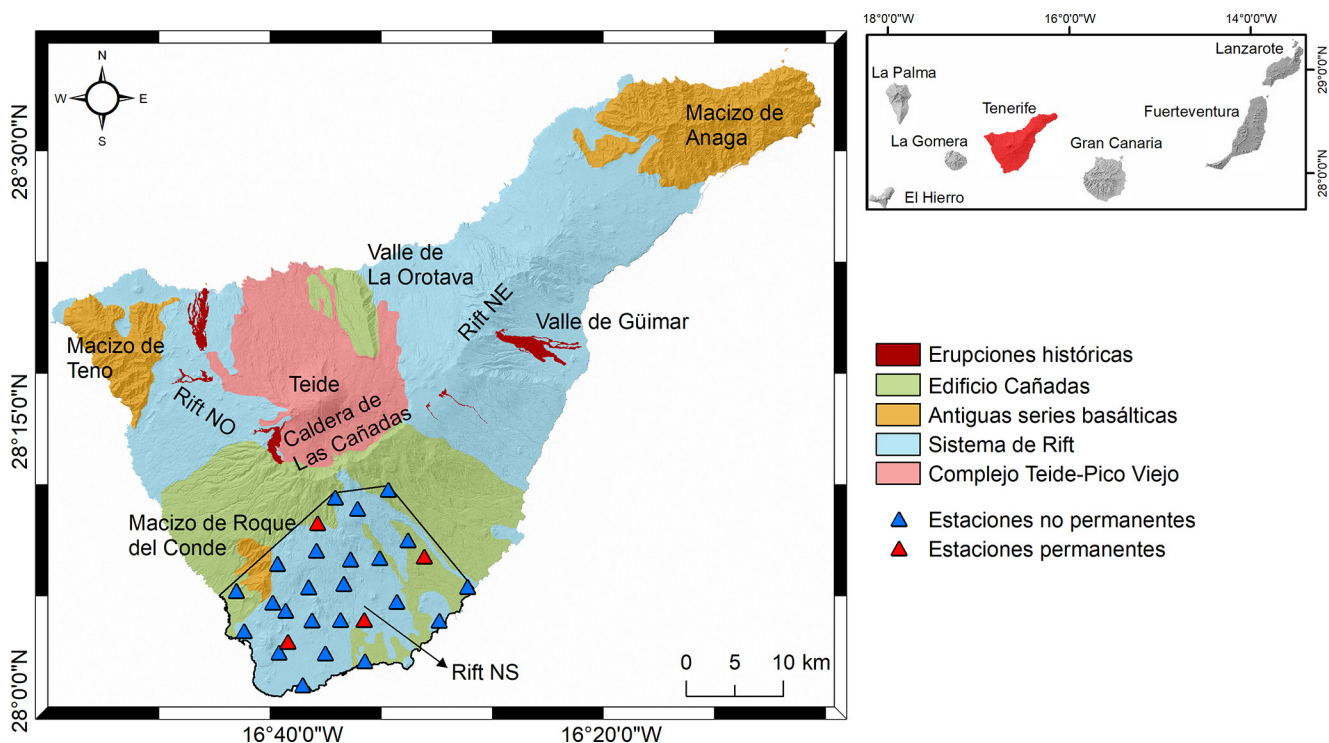 N
W
E
S
28°30'0"N
28°15'0"N
28°0'0"N
16°40'0"W
16°20'0"W
Macizo de
Anaga
Valle de
La Orotava
Rift NE
Valle de Güimar
Macizo de
Teno
Teide
Rift NO
Caldera de
Las Cañadas
Macizo de Roque
del Conde
Rift NS
0 5 10 km
18°0'0"W
16°0'0"W
14°0'0"W
29°0'0"N
28°0'0"N
Lanzarote
La Palma
Tenerife
Fuerteventura
La Gomera
Gran Canaria
El Hierro
Erupciones históricas
Edificio Cañadas
Antiguas series basálticas
Sistema de Rift
Complejo Teide-Pico Viejo
Estaciones no permanentes
Estaciones permanentes